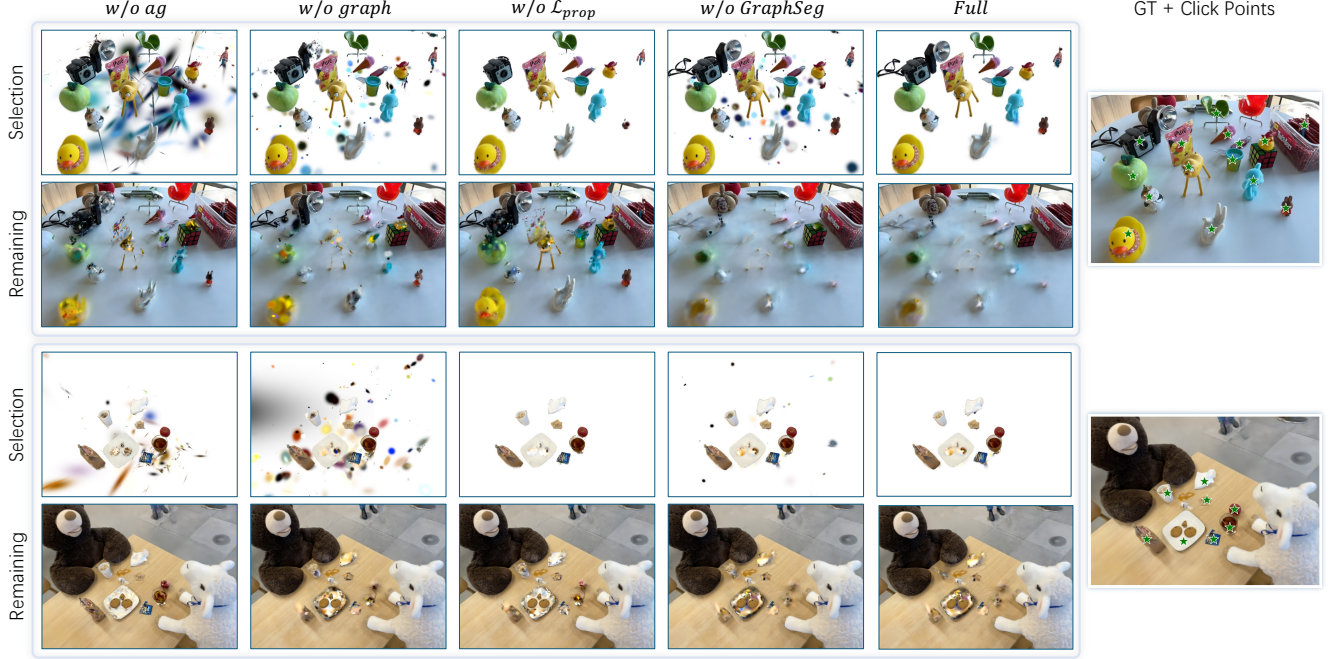 w/o ag w/o graph w/o ℒprop w/o GraphSeg Full GT + Click Points
Selection
Remaining
Selection
Remaining